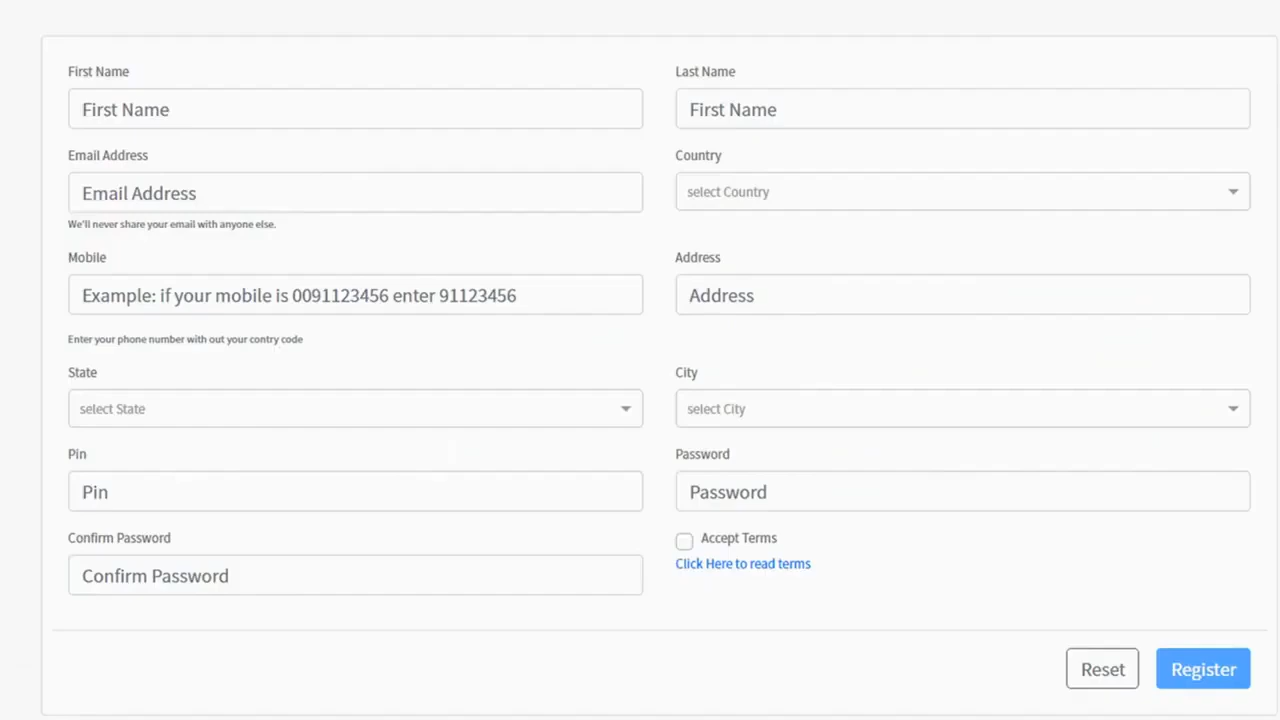 First Name
Last Name
First Name
First Name
Email Address
Country
Email Address
select Country
We'll never share your email with anyone else.
Mobile
Address
Example: if your mobile is 0091123456 enter 91123456
Address
Enter your phone number with out your contry code
State
City
select State
select City
Pin
Password
Pin
Password
Confirm Password
Accept Terms
Click Here to read terms
Confirm Password
Reset
Register